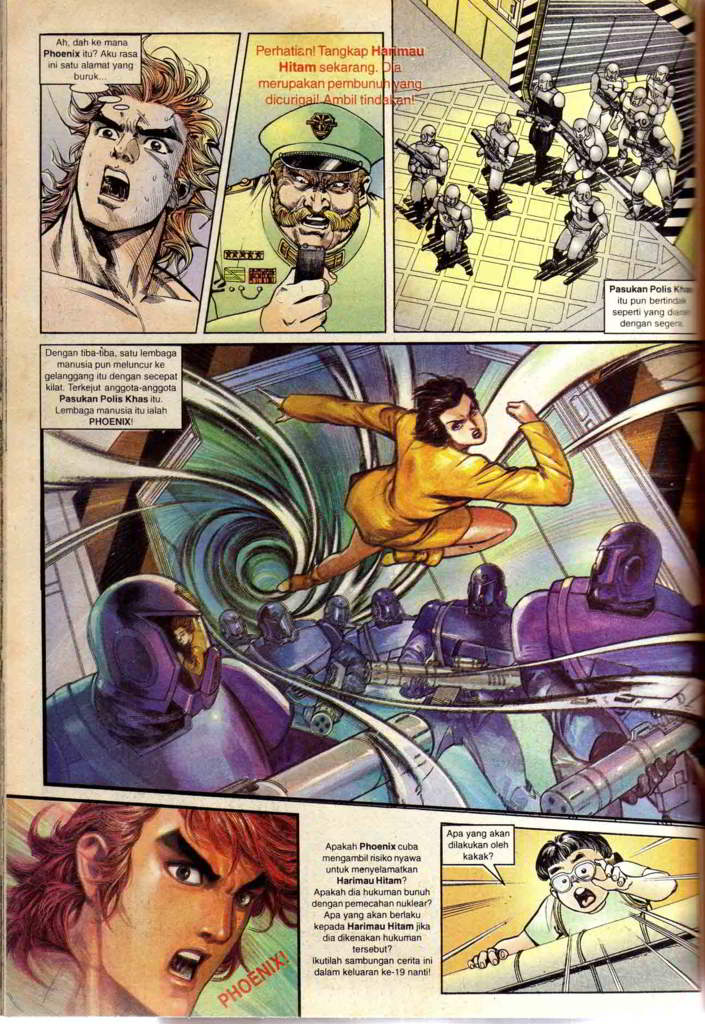 Ah, dah ke mana
Phoenix itu? Aku rasa
ini satu alamat yang
buruk...
Perhatian! Tangkap Harimau
Hitam sekarang. Dia
merupakan pembunuh yang
dicurigai! Ambil tindakan!
Pasukan Polis Khas
itu pun bertindak
seperti yang diarah
dengan segera.
Dengan tiba-tiba, satu lembaga
manusia pun meluncur ke
gelanggang itu dengan secepat
kilat. Terkejut anggota-anggota
Pasukan Polis Khas itu.
Lembaga manusia itu ialah
PHOENIX!
PHOENIX!
Apakah Phoenix cuba
mengambil risiko nyawa
untuk menyelamatkan
Harimau Hitam?
Apakah dia hukuman bunuh
dengan pemecahan nuklear?
Apa yang akan berlaku
kepada Harimau Hitam jika
dia dikenakan hukuman
tersebut?
Ikutilah sambungan cerita ini
dalam keluaran ke-19 nanti!
Apa yang akan
dilakukan oleh
kakak?